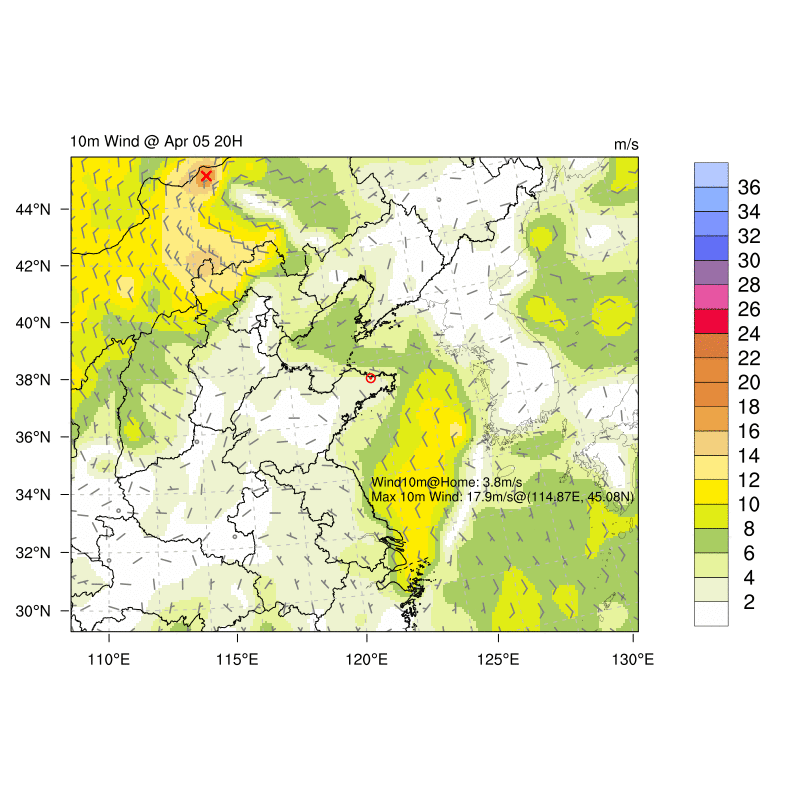 10m Wind @ Apr 05 20H
m/s
44°N
42°N
40°N
38°N
36°N
34°N
32°N
30°N
110°E
115°E
120°E
125°E
130°E
Wind10m@Home: 3.8m/s
Max 10m Wind: 17.9m/s@(114.87E, 45.08N)
36
34
32
30
28
26
24
22
20
18
16
14
12
10
8
6
4
2